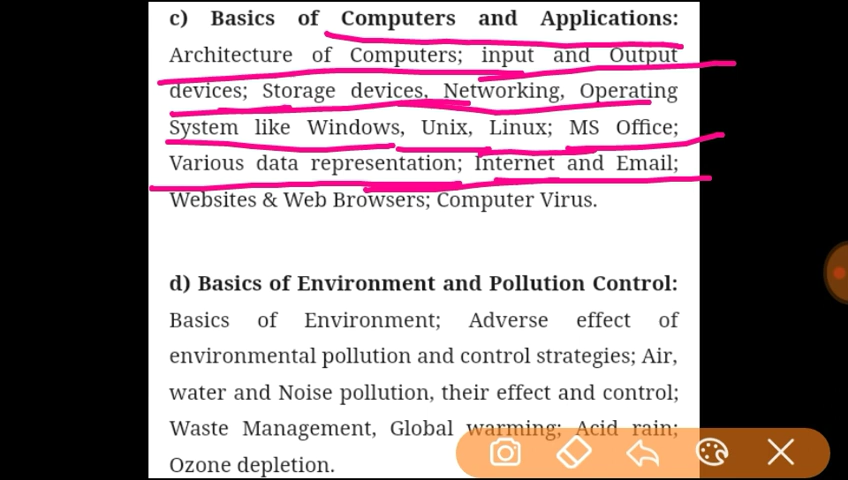 c) Basics of Computers and Applications:
Architecture of Computers; input and Output
devices; Storage devices, Networking, Operating
System like Windows, Unix, Linux; MS Office;
Various data representation; Internet and Email;
Websites & Web Browsers; Computer Virus.
d) Basics of Environment and Pollution Control:
Basics of Environment; Adverse effect of
environmental pollution and control strategies; Air,
water and Noise pollution, their effect and control;
Waste Management, Global warming; Acid rain;
Ozone depletion.